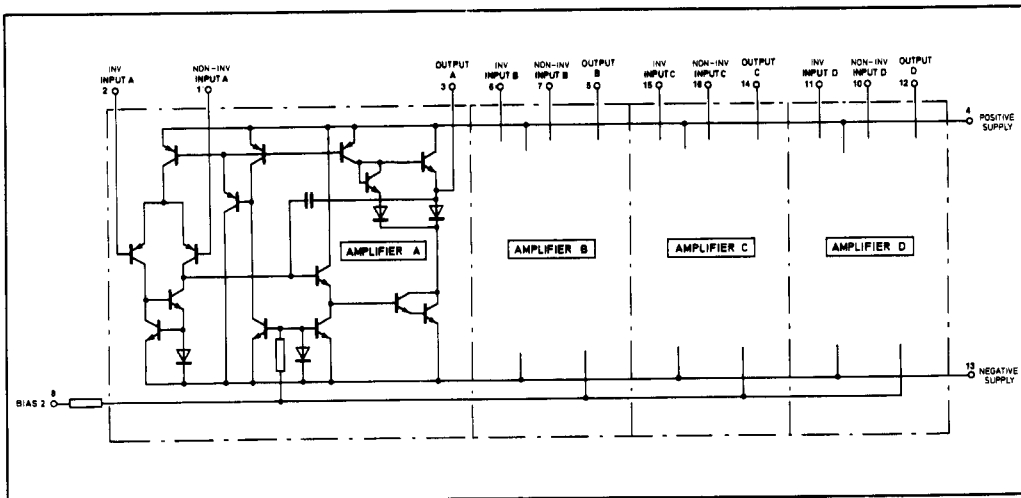 INV INPUT A
2
NON-INV INPUT A
1
OUTPUT A
3
INV INPUT B
6
NON-INV INPUT B
7
OUTPUT B
5
INV INPUT C
15
NON-INV INPUT C
16
OUTPUT C
14
INV INPUT D
11
NON-INV INPUT D
10
OUTPUT D
12
4
POSITIVE SUPPLY
AMPLIFIER A
AMPLIFIER B
AMPLIFIER C
AMPLIFIER D
13
NEGATIVE SUPPLY
8
BIAS 2